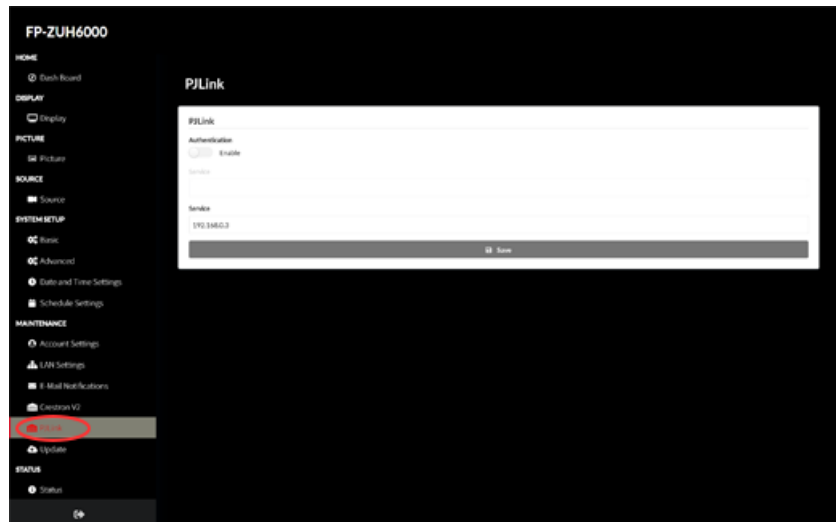 FP-ZUH6000
HOME
Dash Board
DISPLAY
Display
PICTURE
Picture
SOURCE
Source
SYSTEM SETUP
Basic
Advanced
Date and Time Settings
Schedule Settings
MAINTENANCE
Account Settings
LAN Settings
E-Mail Notifications
Crestron V2
PJLink
Update
STATUS
Status
PJLink
PJLink
Authentication
Enable
Service
Service
192.168.0.3
Save